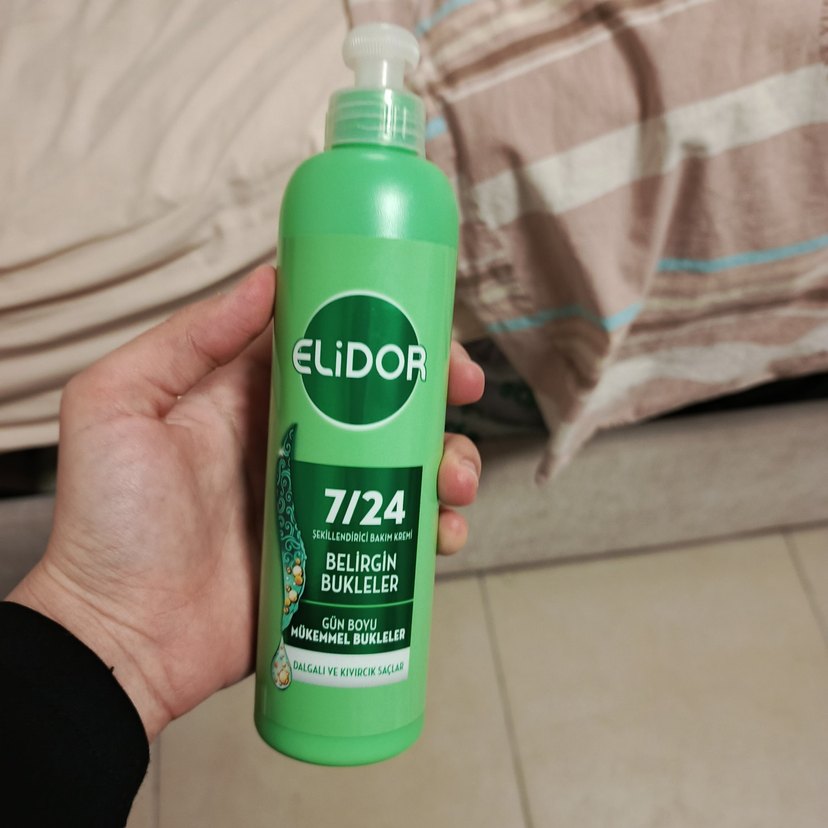 ELiDOR
7/24
ŞEKİLLENDİRİCİ BAKIM KREMİ
BELİRGİN
BUKLELER
GÜN BOYU
MÜKEMMEL BUKLELER
DALGALI VE KIVIRCIK SAÇLAR